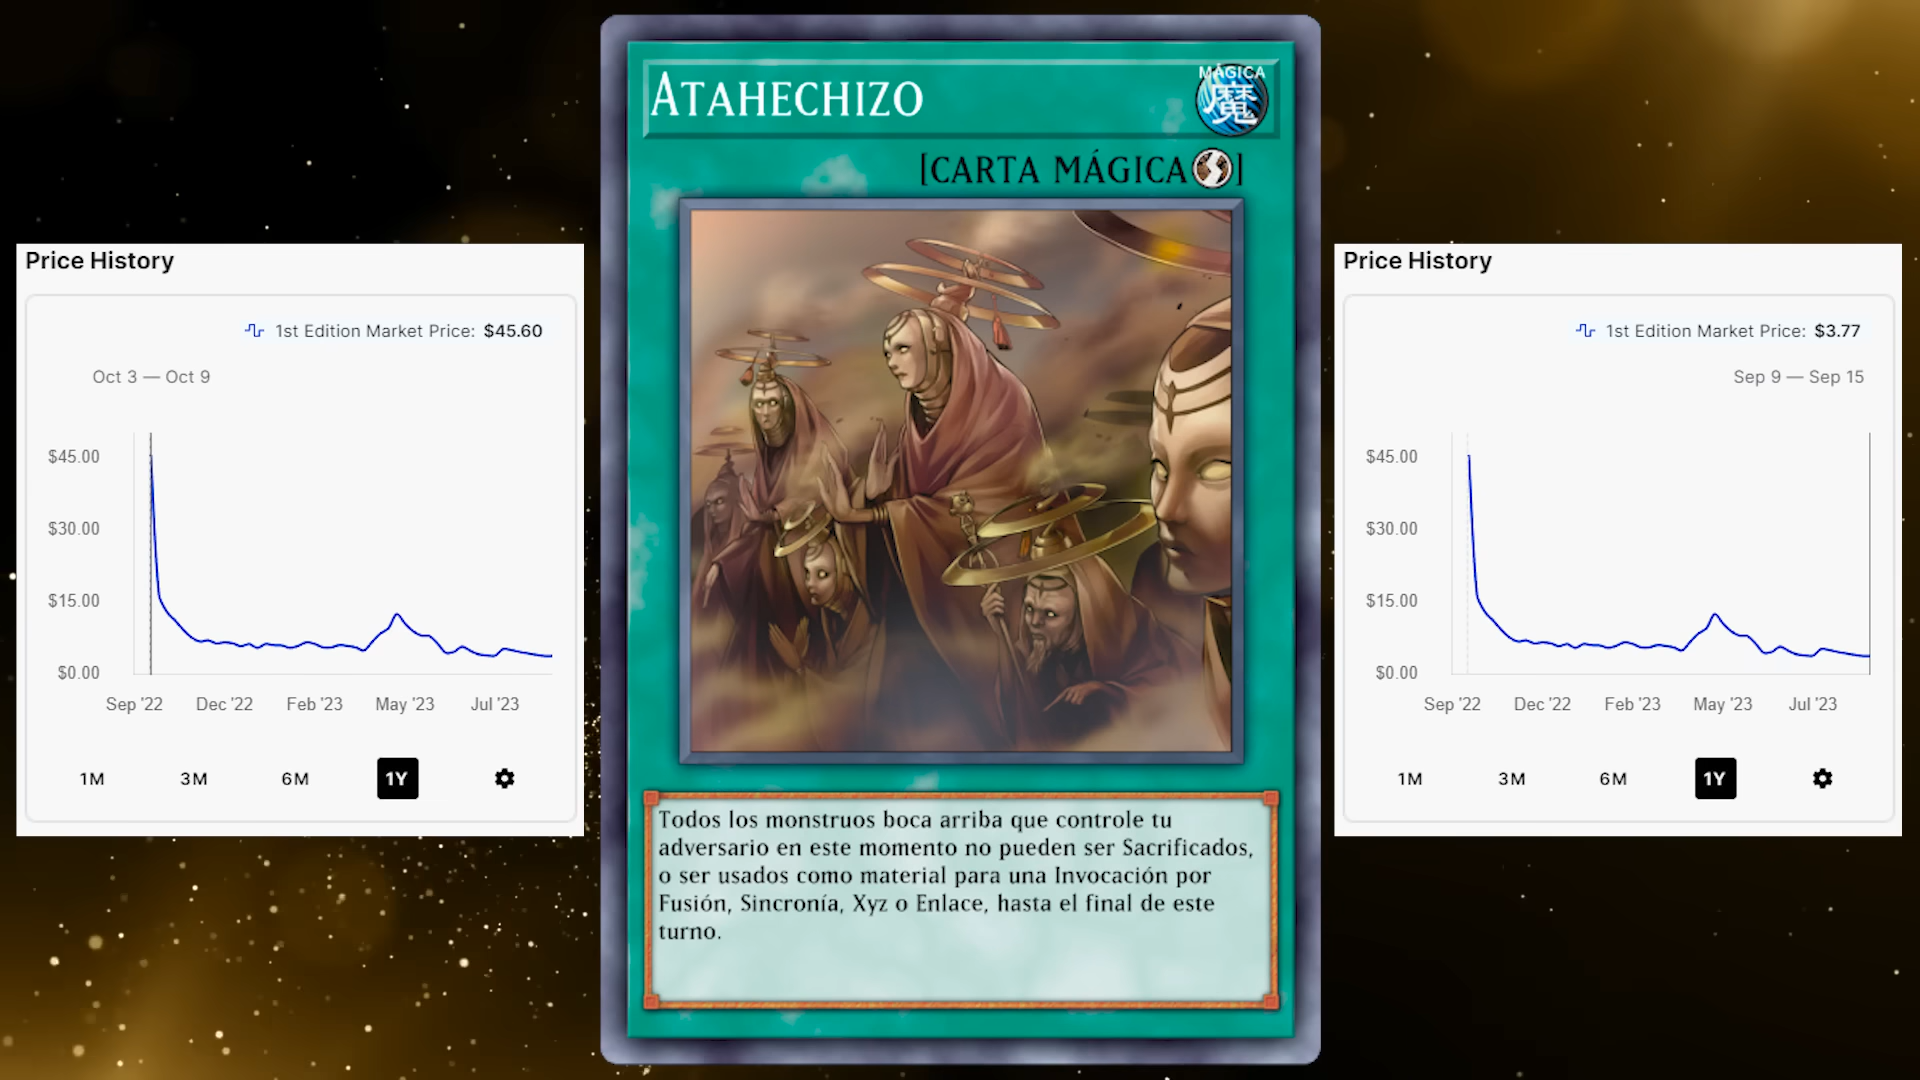 Price History
1st Edition Market Price: $45.60
Oct 3 — Oct 9
$45.00
$30.00
$15.00
$0.00
Sep '22 Dec '22 Feb '23 May '23 Jul '23
1M 3M 6M 1Y
ATAHECHIZO
MÁGICA
魔
[CARTA MÁGICA]
Todos los monstruos boca arriba que controle tu
adversario en este momento no pueden ser Sacrificados,
o ser usados como material para una Invocación por
Fusión, Sincronía, Xyz o Enlace, hasta el final de este
turno.
Price History
1st Edition Market Price: $3.77
Sep 9 — Sep 15
$45.00
$30.00
$15.00
$0.00
Sep '22 Dec '22 Feb '23 May '23 Jul '23
1M 3M 6M 1Y